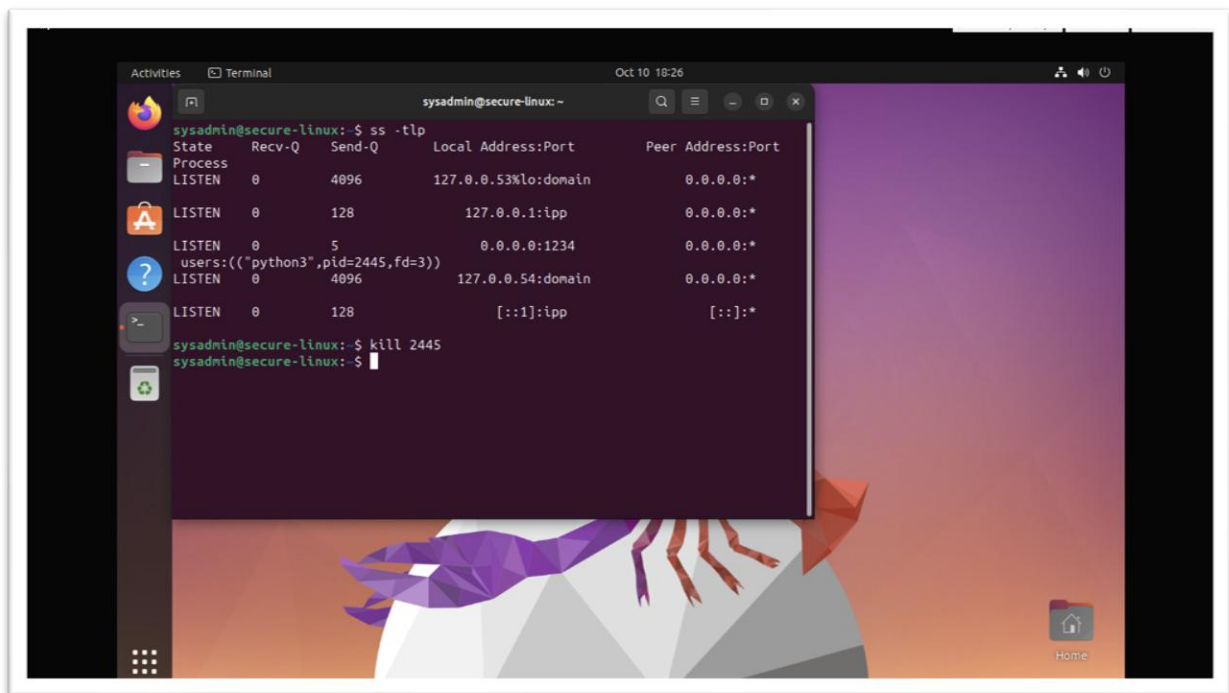 Activities Terminal Oct 10 18:26
sysadmin@secure-linux: ~
sysadmin@secure-linux:~$ ss -tlp
State Recv-Q Send-Q Local Address:Port Peer Address:Port
Process
LISTEN 0 4096 127.0.0.53%lo:domain 0.0.0.0:*
LISTEN 0 128 127.0.0.1:ipp 0.0.0.0:*
LISTEN 0 5 0.0.0.0:1234 0.0.0.0:*
users:(("python3",pid=2445,fd=3))
LISTEN 0 4096 127.0.0.54:domain 0.0.0.0:*
LISTEN 0 128 [::1]:ipp [::]:*
sysadmin@secure-linux:~$ kill 2445
sysadmin@secure-linux:~$
Home